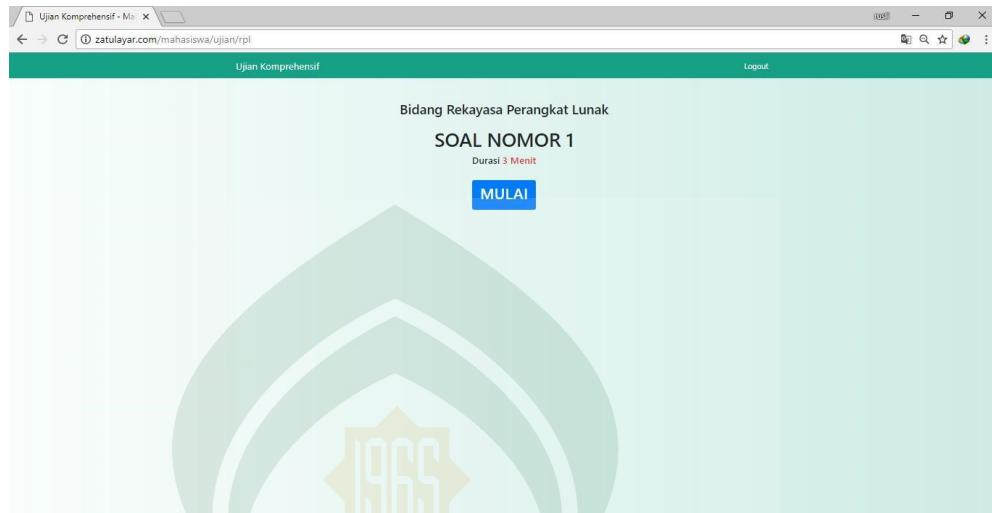 Ujian Komprehensif - Ma
rusli
zatulayar.com/mahasiswa/ujian/rpl
Ujian Komprehensif Logout
Bidang Rekayasa Perangkat Lunak
SOAL NOMOR 1
Durasi 3 Menit
MULAI
1965